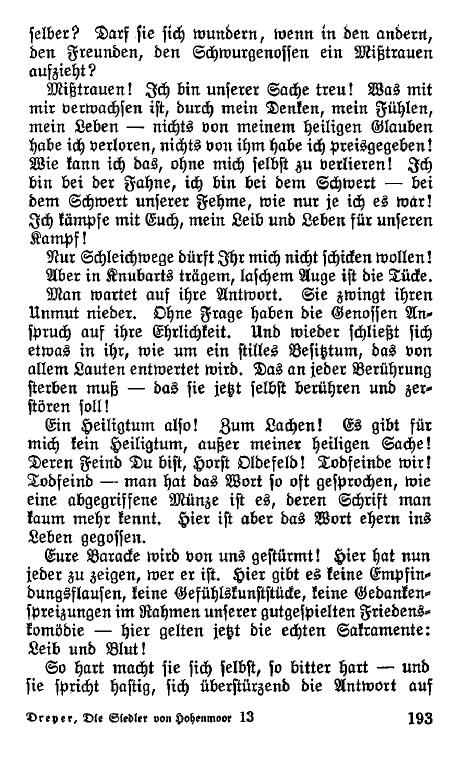 selber? Darf sie sich wundern, wenn in den andern,
den Freunden, den Schwurgenossen ein Mißtrauen
aufzieht?
Mißtrauen! Ich bin unserer Sache treu! Was mit
mir verwachsen ist, durch mein Denken, mein Fühlen,
mein Leben — nichts von meinem heiligen Glauben
habe ich verloren, nichts von ihm habe ich preisgegeben!
Wie kann ich das, ohne mich selbst zu verlieren! Ich
bin bei der Fahne, ich bin bei dem Schwert — bei
dem Schwert unserer Fehme, wie nur je ich es war!
Ich kämpfe mit Euch, mein Leib und Leben für unseren
Kampf!
Nur Schleichwege dürft Ihr mich nicht schicken wollen!
Aber in Knubarts trägem, laschem Auge ist die Tücke.
Man wartet auf ihre Antwort. Sie zwingt ihren
Unmut nieder. Ohne Frage haben die Genossen An-
spruch auf ihre Ehrlichkeit. Und wieder schließt sich
etwas in ihr, wie um ein stilles Besitztum, das von
allem Lauten entwertet wird. Das an jeder Berührung
sterben muß — das sie jetzt selbst berühren und zer-
stören soll!
Ein Heiligtum also! Zum Lachen! Es gibt für
mich kein Heiligtum, außer meiner heiligen Sache!
Deren Feind Du bist, Horst Oldefeld! Todfeinde wir!
Todfeind — man hat das Wort so oft gesprochen, wie
eine abgegriffene Münze ist es, deren Schrift man
kaum mehr kennt. Hier ist aber das Wort ehern ins
Leben gegossen.
Eure Baracke wird von uns gestürmt! Hier hat nun
jeder zu zeigen, wer er ist. Hier gibt es keine Empfin-
dungsflausen, keine Gefühlskunststücke, keine Gedanken-
spreizungen im Rahmen unserer gutgespielten Friedens-
komödie — hier gelten jetzt die echten Sakramente:
Leib und Blut!
So hart macht sie sich selbst, so bitter hart — und
sie spricht hastig, sich überstürzend die Antwort auf
Dreyer, Die Siedler von Hohenmoor 13
193